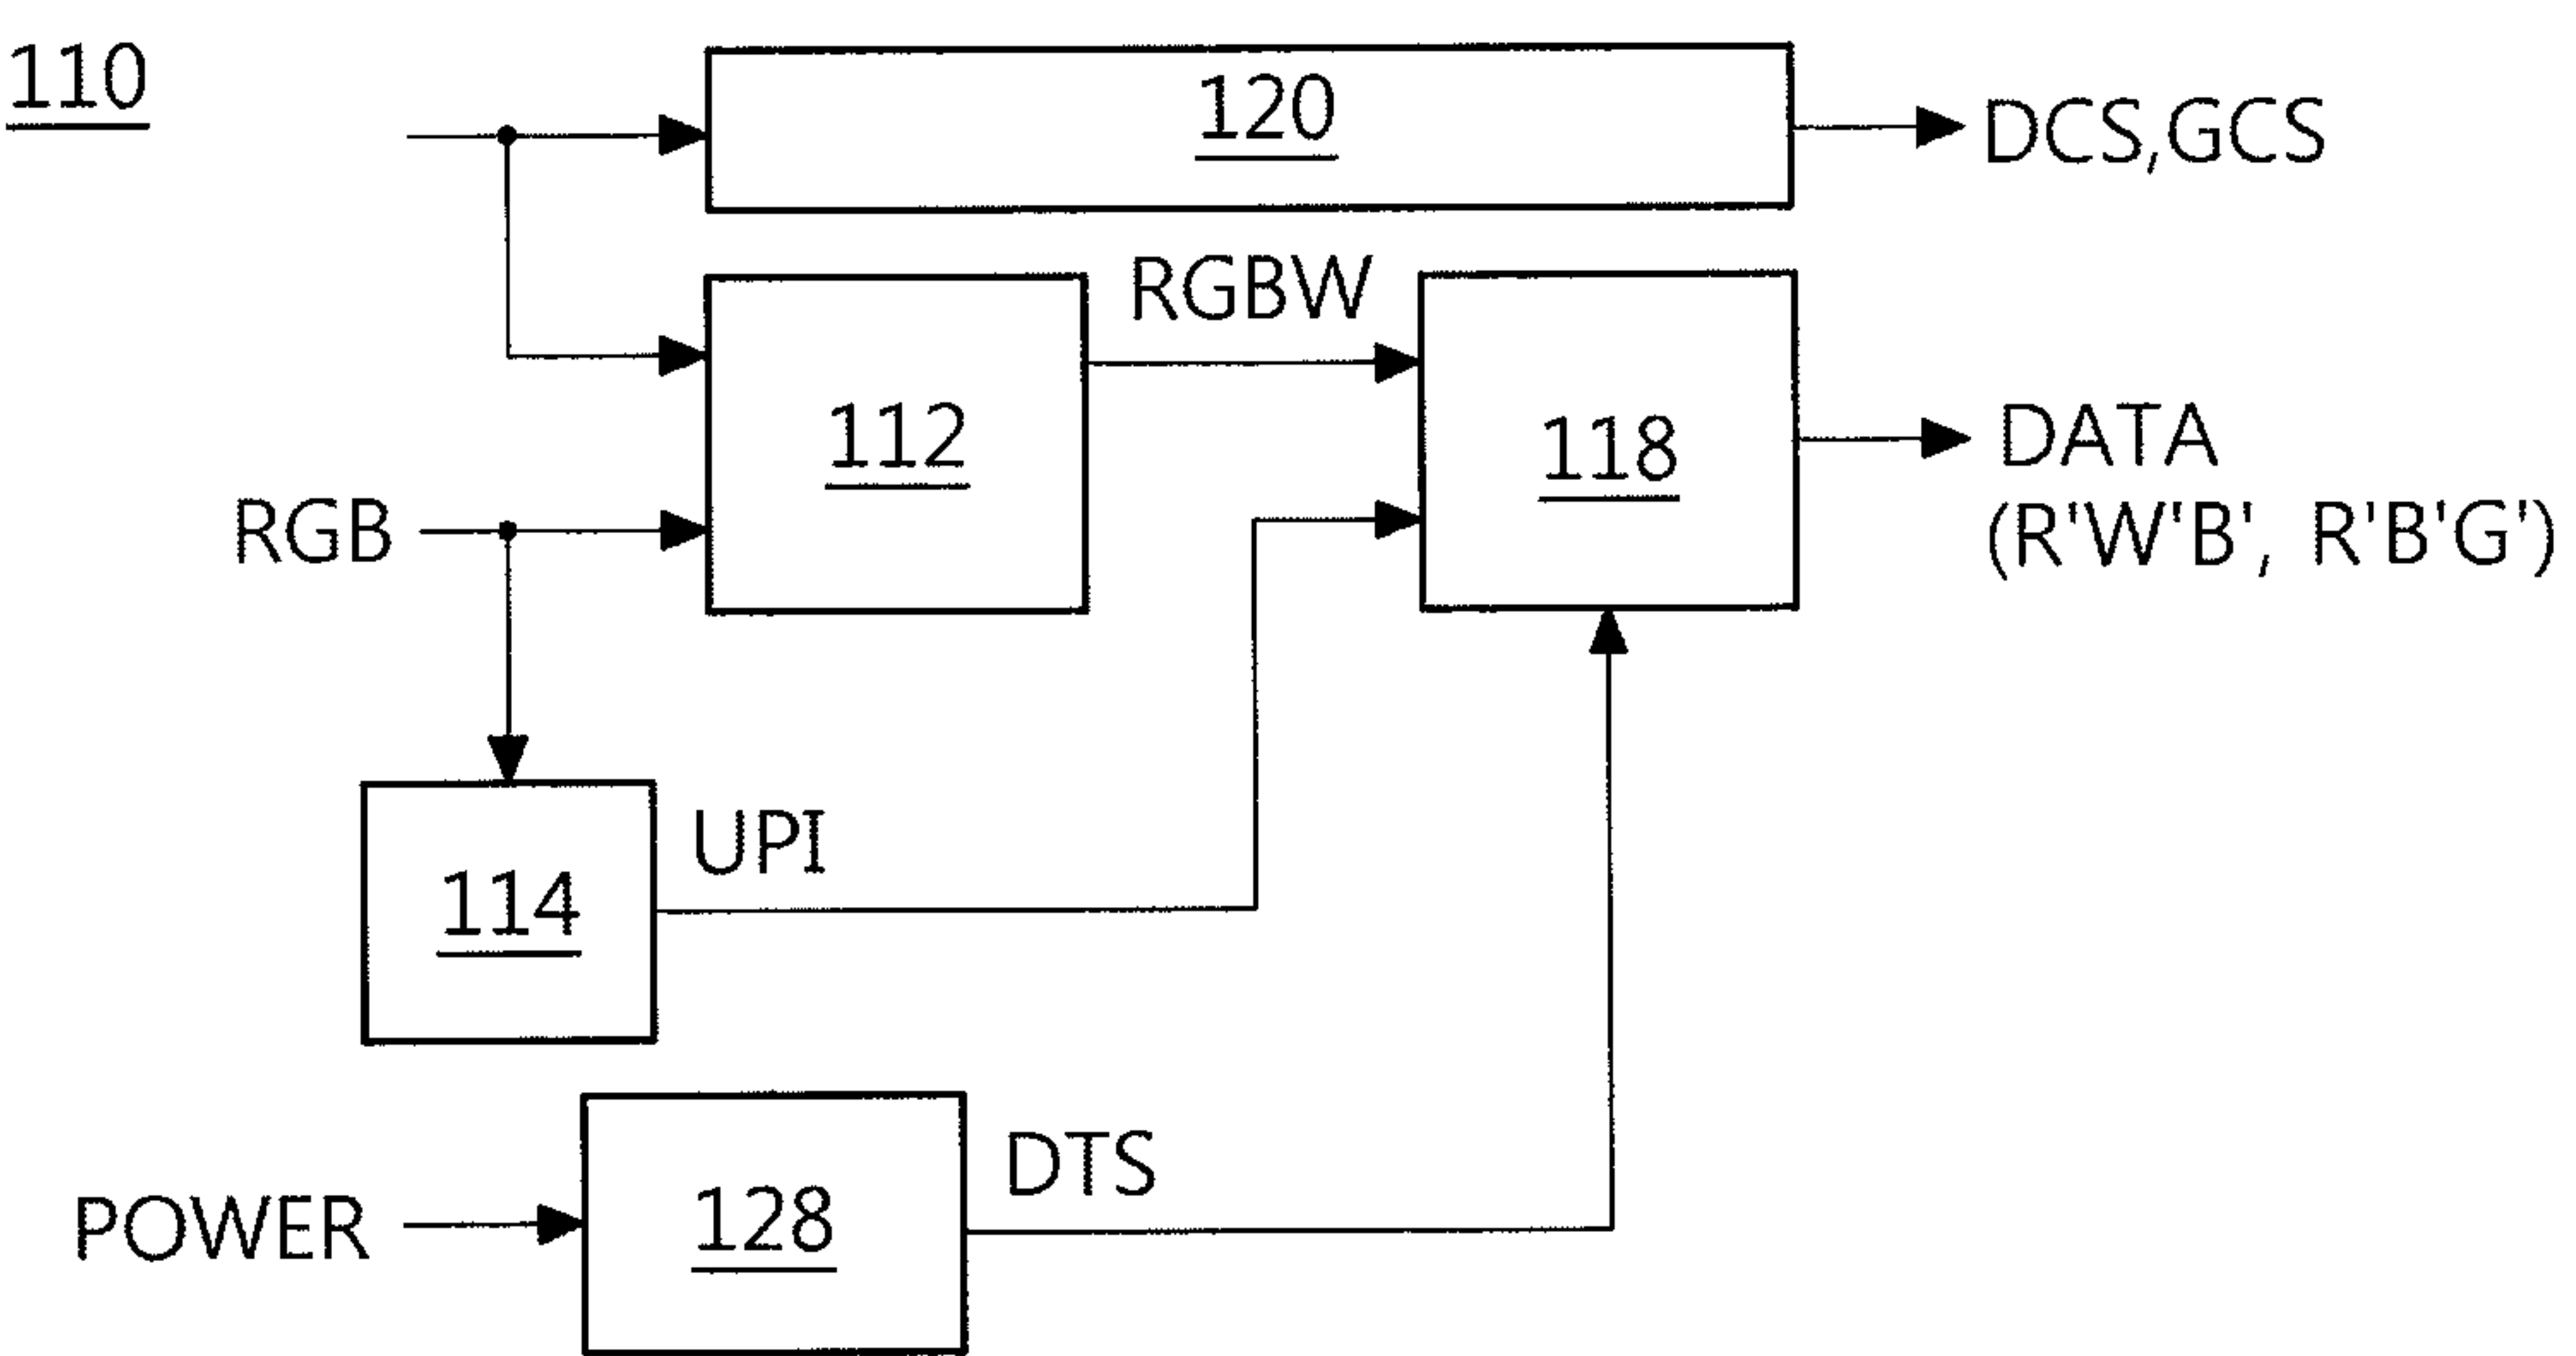 110
120
DCS,GCS
RGBW
112
118
DATA
(R'W'B', R'B'G')
RGB
UPI
114
DTS
POWER
128